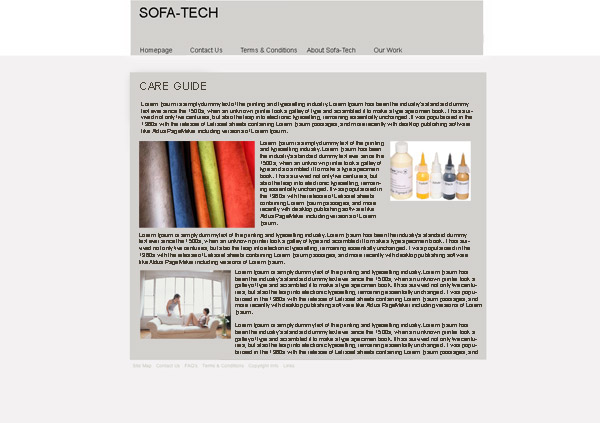 SOFA-TECH
Homepage Contact Us Terms & Conditions About Sofa-Tech Our Work
CARE GUIDE
Lorem Ipsum is simply dummy text of the printing and typesetting industry. Lorem Ipsum has been the industry's standard dummy
text ever since the 1500s, when an unknown printer took a galley of type and scrambled it to make a type specimen book. It has sur-
vived not only five centuries, but also the leap into electronic typesetting, remaining essentially unchanged. It was popularised in the
1960s with the release of Letraset sheets containing Lorem Ipsum passages, and more recently with desktop publishing software
like Aldus PageMaker including versions of Lorem Ipsum.
Lorem Ipsum is simply dummy text of the printing
and typesetting industry. Lorem Ipsum has been
the industry's standard dummy text ever since the
1500s, when an unknown printer took a galley of
type and scrambled it to make a type specimen
book. It has survived not only five centuries, but
also the leap into electronic typesetting, remain-
ing essentially unchanged. It was popularised in
the 1960s with the release of Letraset sheets
containing Lorem Ipsum passages, and more
recently with desktop publishing software like
Aldus PageMaker including versions of Lorem
Ipsum.
Lorem Ipsum is simply dummy text of the printing and typesetting industry. Lorem Ipsum has been the industry's standard dummy
text ever since the 1500s, when an unknown printer took a galley of type and scrambled it to make a type specimen book. It has sur-
vived not only five centuries, but also the leap into electronic typesetting, remaining essentially unchanged. It was popularised in the
1960s with the release of Letraset sheets containing Lorem Ipsum passages, and more recently with desktop publishing software
like Aldus PageMaker including versions of Lorem Ipsum.
Lorem Ipsum is simply dummy text of the printing and typesetting industry. Lorem Ipsum has
been the industry's standard dummy text ever since the 1500s, when an unknown printer took a
galley of type and scrambled it to make a type specimen book. It has survived not only five centu-
ries, but also the leap into electronic typesetting, remaining essentially unchanged. It was popu-
larised in the 1960s with the release of Letraset sheets containing Lorem Ipsum passages, and
more recently with desktop publishing software like Aldus PageMaker including versions of Lorem
Ipsum.
Lorem Ipsum is simply dummy text of the printing and typesetting industry. Lorem Ipsum has
been the industry's standard dummy text ever since the 1500s, when an unknown printer took a
galley of type and scrambled it to make a type specimen book. It has survived not only five centu-
ries, but also the leap into electronic typesetting, remaining essentially unchanged. It was popu-
larised in the 1960s with the release of Letraset sheets containing Lorem Ipsum passages, and
Site Map Contact Us FAQ's Terms & Conditions Copyright Info Links